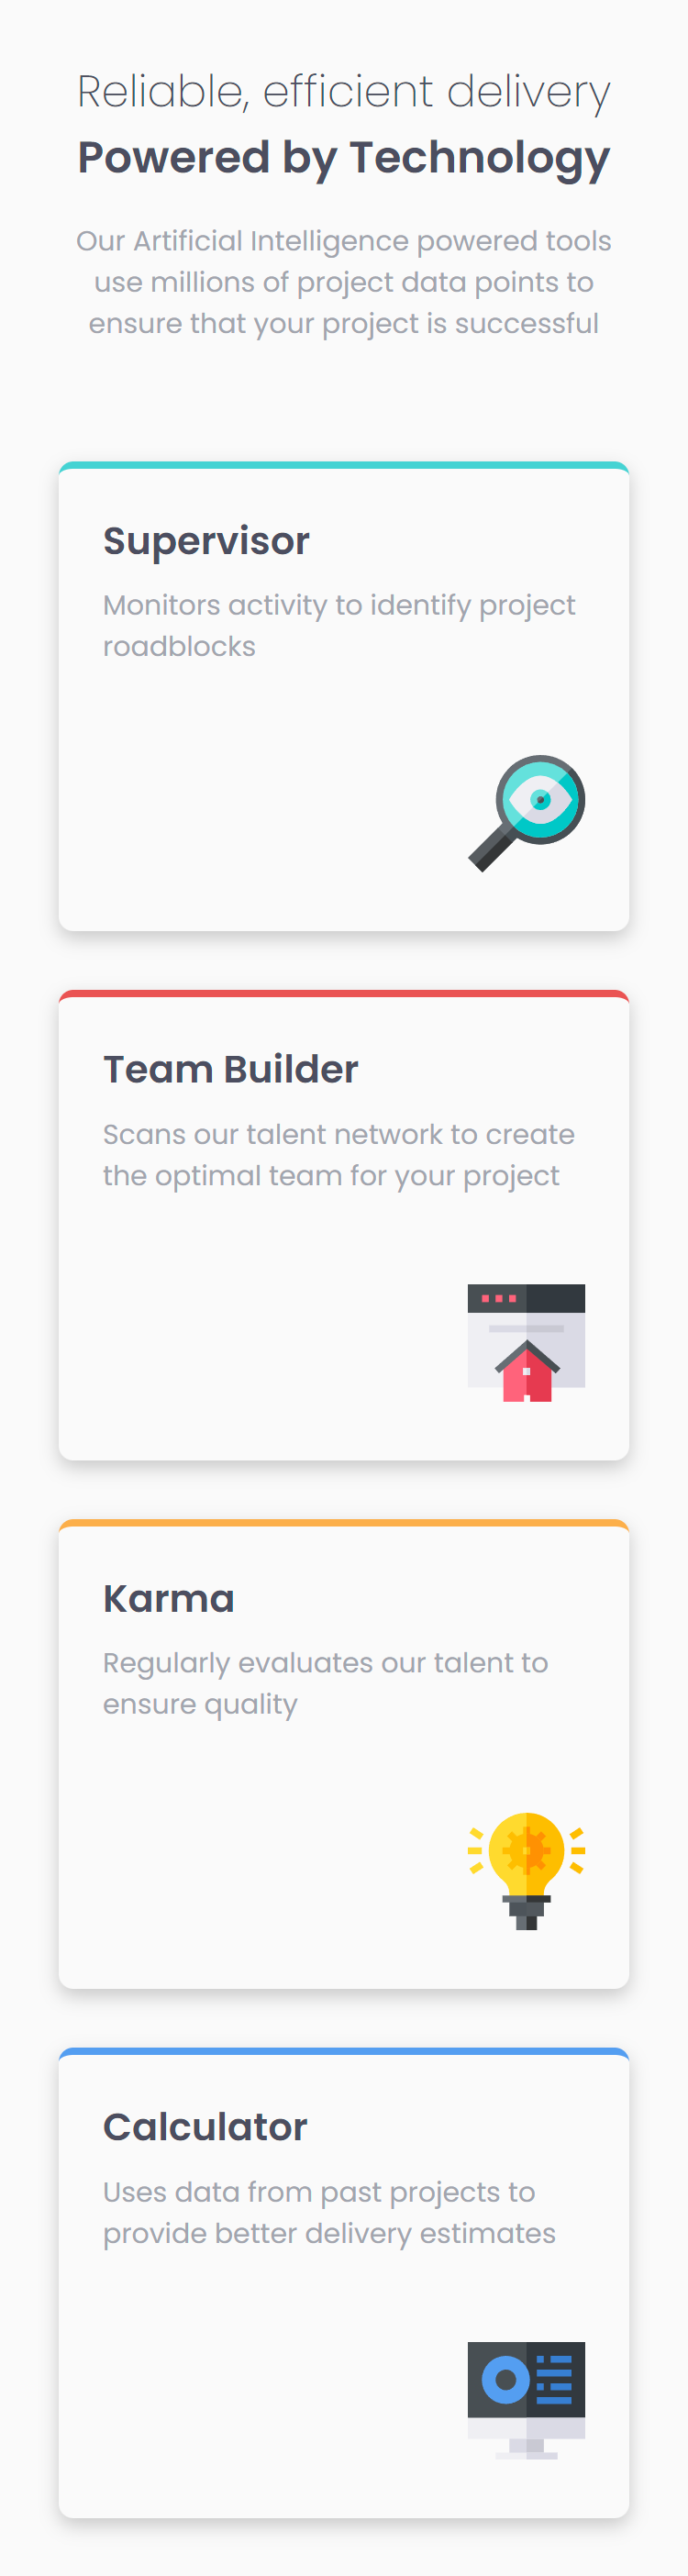 Reliable, efficient delivery
Powered by Technology
Our Artificial Intelligence powered tools
use millions of project data points to
ensure that your project is successful
Supervisor
Monitors activity to identify project
roadblocks
Team Builder
Scans our talent network to create
the optimal team for your project
Karma
Regularly evaluates our talent to
ensure quality
Calculator
Uses data from past projects to
provide better delivery estimates